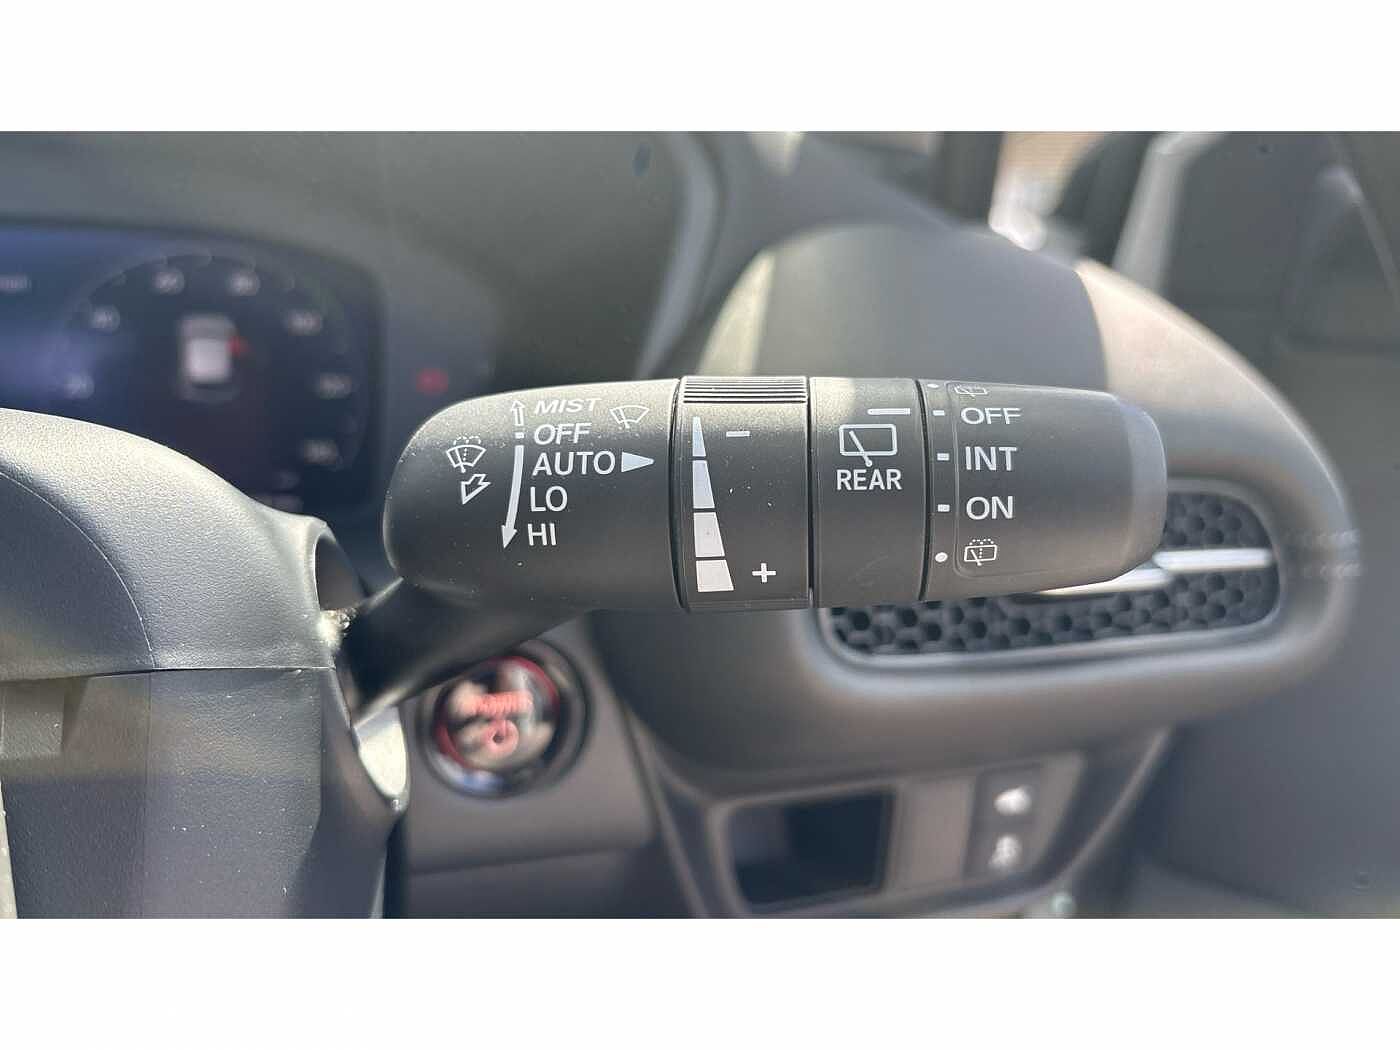 MIST
OFF
AUTO
LO
HI
−
+
REAR
OFF
INT
ON